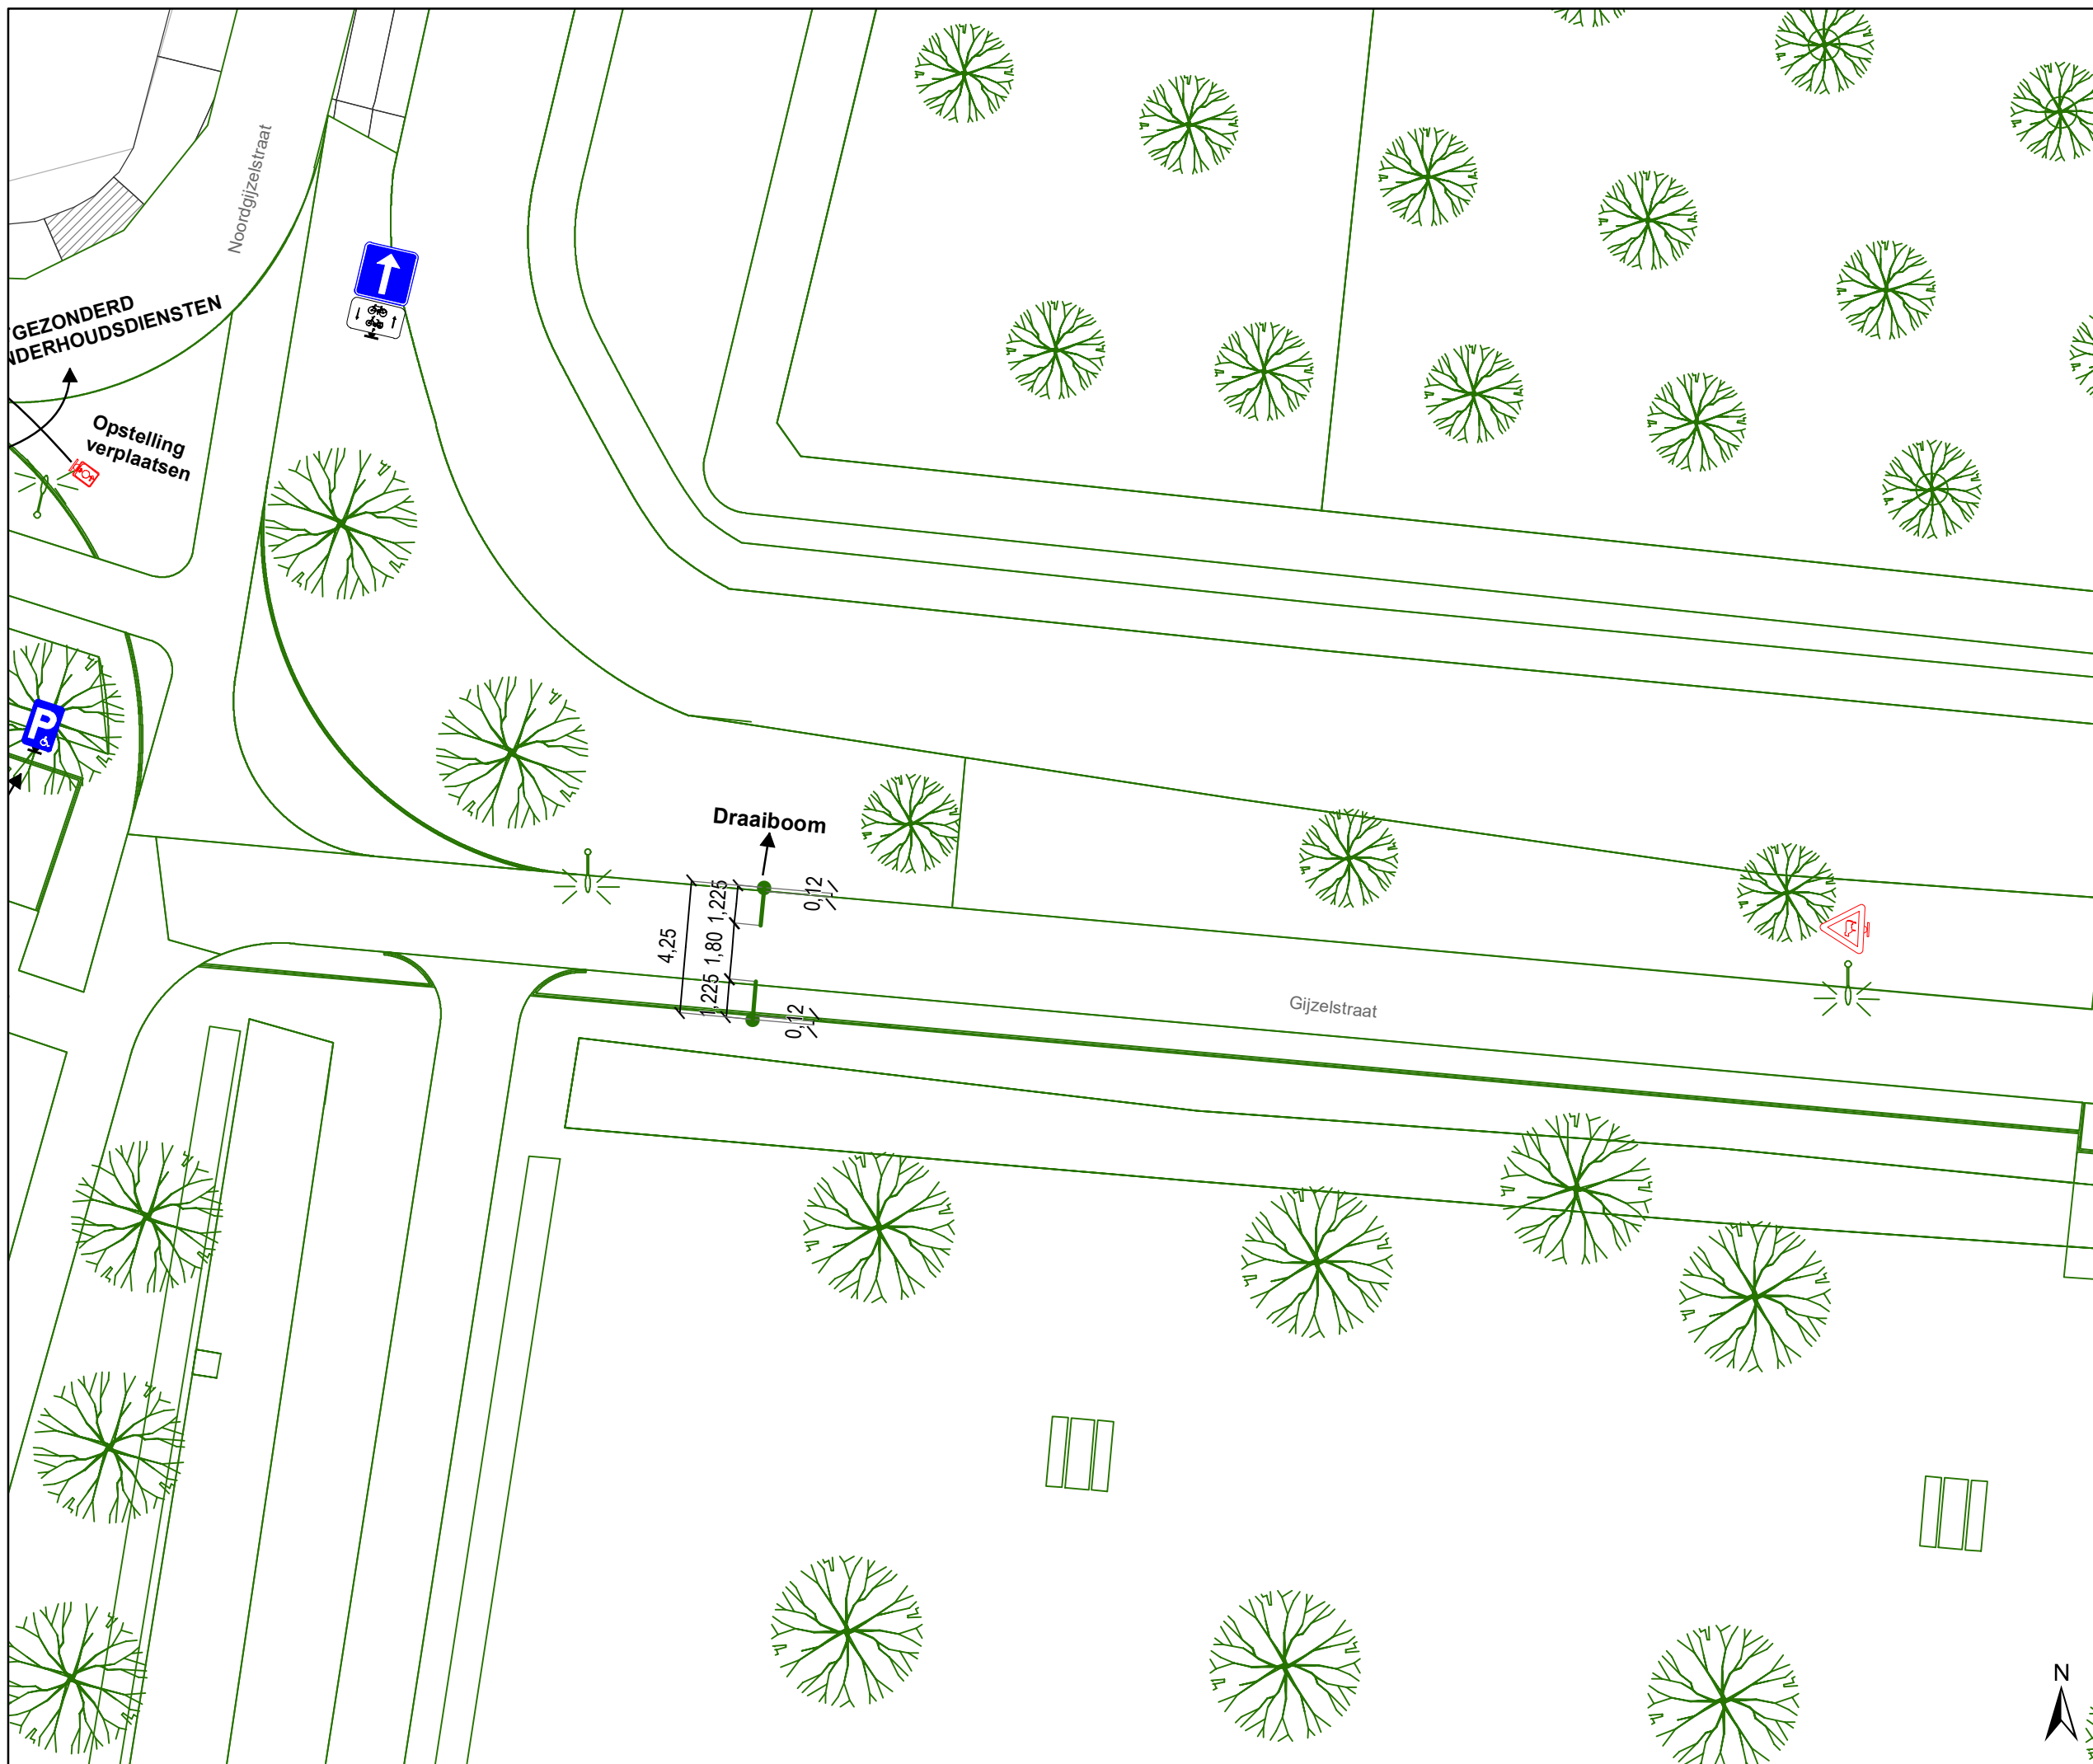 Noordgijzelstraat
GEZONDERD
NDERHOUDSDIENSTEN
Opstelling
verplaatsen
P
Draaiboom
4,25
1,225
1,80
1,225
0,12
0,12
Gijzelstraat
N